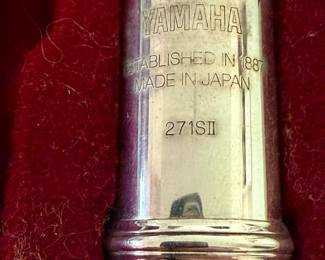 YAMAHA
ESTABLISHED IN 1887
MADE IN JAPAN
271SII